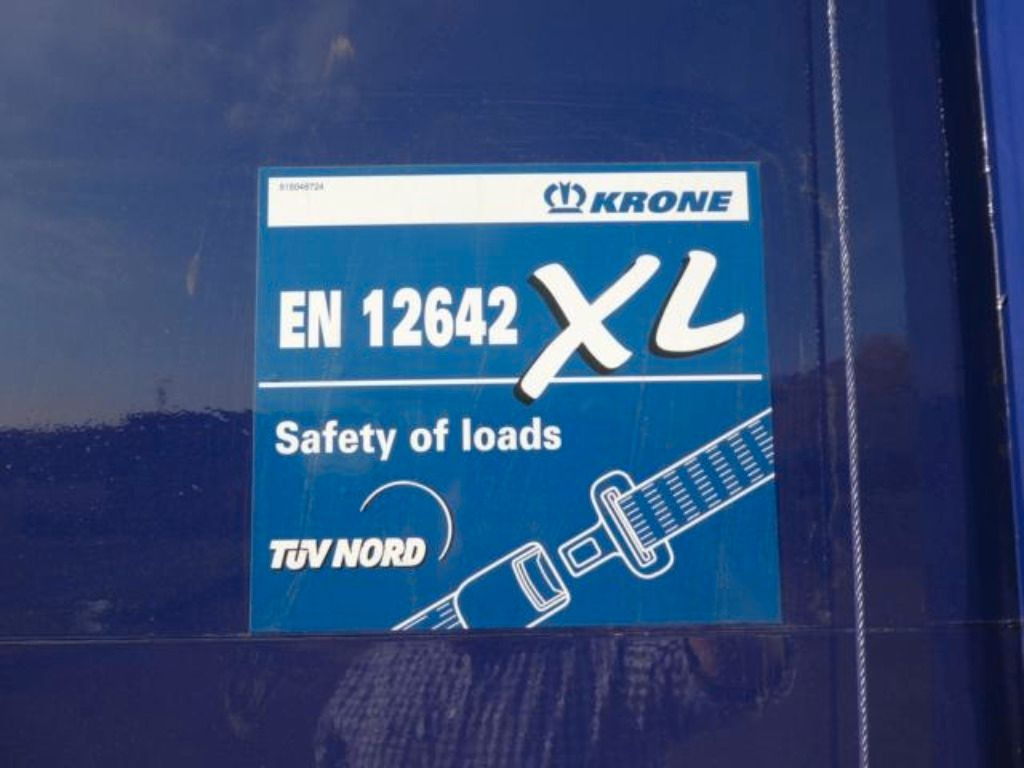 KRONE
EN 12642 XL
Safety of loads
TÜV NORD